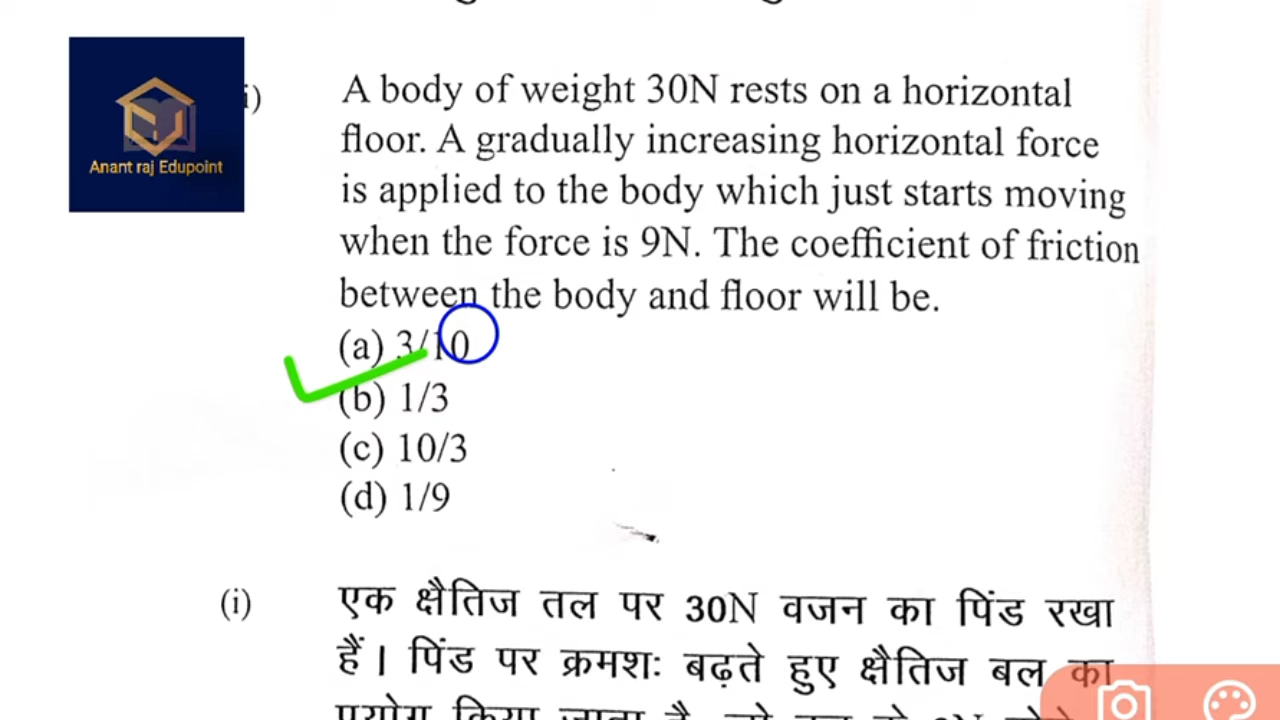 Anant raj Edupoint
i)
A body of weight 30N rests on a horizontal
floor. A gradually increasing horizontal force
is applied to the body which just starts moving
when the force is 9N. The coefficient of friction
between the body and floor will be.
(a) 3/10
(b) 1/3
(c) 10/3
(d) 1/9
(i) एक क्षैतिज तल पर 30N वजन का पिंड रखा
हैं। पिंड पर क्रमशः बढ़ते हुए क्षैतिज बल का